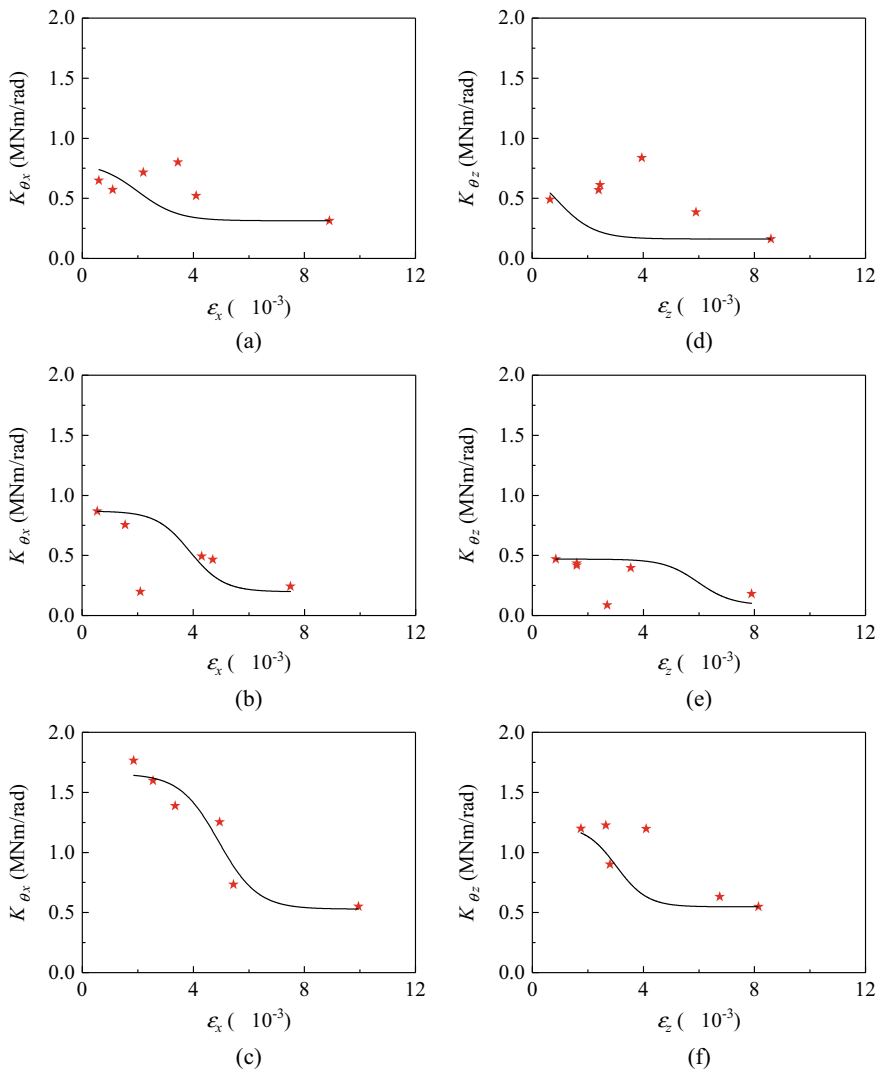 2.0
1.5
1.0
0.5
0.0
K θx (MNm/rad)
0 4 8 12
εx ( 10-3)
(a)
2.0
1.5
1.0
0.5
0.0
K θz (MNm/rad)
0 4 8 12
εz ( 10-3)
(d)
2.0
1.5
1.0
0.5
0.0
K θx (MNm/rad)
0 4 8 12
εx ( 10-3)
(b)
2.0
1.5
1.0
0.5
0.0
K θz (MNm/rad)
0 4 8 12
εz ( 10-3)
(e)
2.0
1.5
1.0
0.5
0.0
K θx (MNm/rad)
0 4 8 12
εx ( 10-3)
(c)
2.0
1.5
1.0
0.5
0.0
K θz (MNm/rad)
0 4 8 12
εz ( 10-3)
(f)